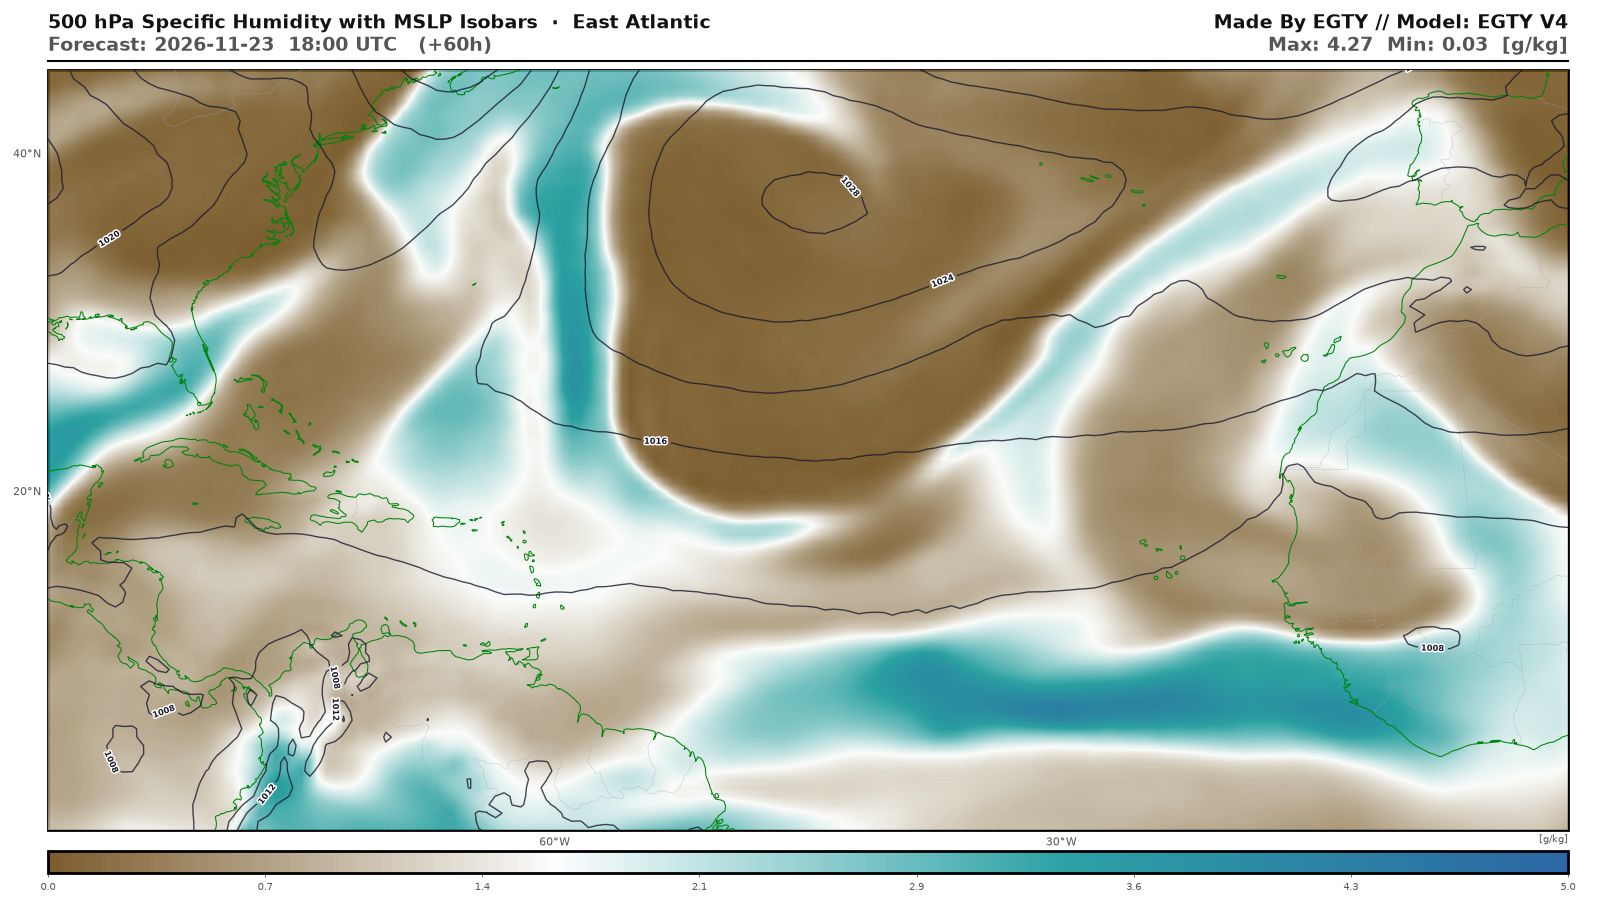 500 hPa Specific Humidity with MSLP Isobars · East Atlantic
Made By EGTY // Model: EGTY V4
Forecast: 2026-11-23 18:00 UTC (+60h)
Max: 4.27 Min: 0.03 [g/kg]
40°N
1028
1020
1024
1016
20°N
1008
1008
1012
1008
1008
1012
60°W
30°W
[g/kg]
0.0
0.7
1.4
2.1
2.9
3.6
4.3
5.0